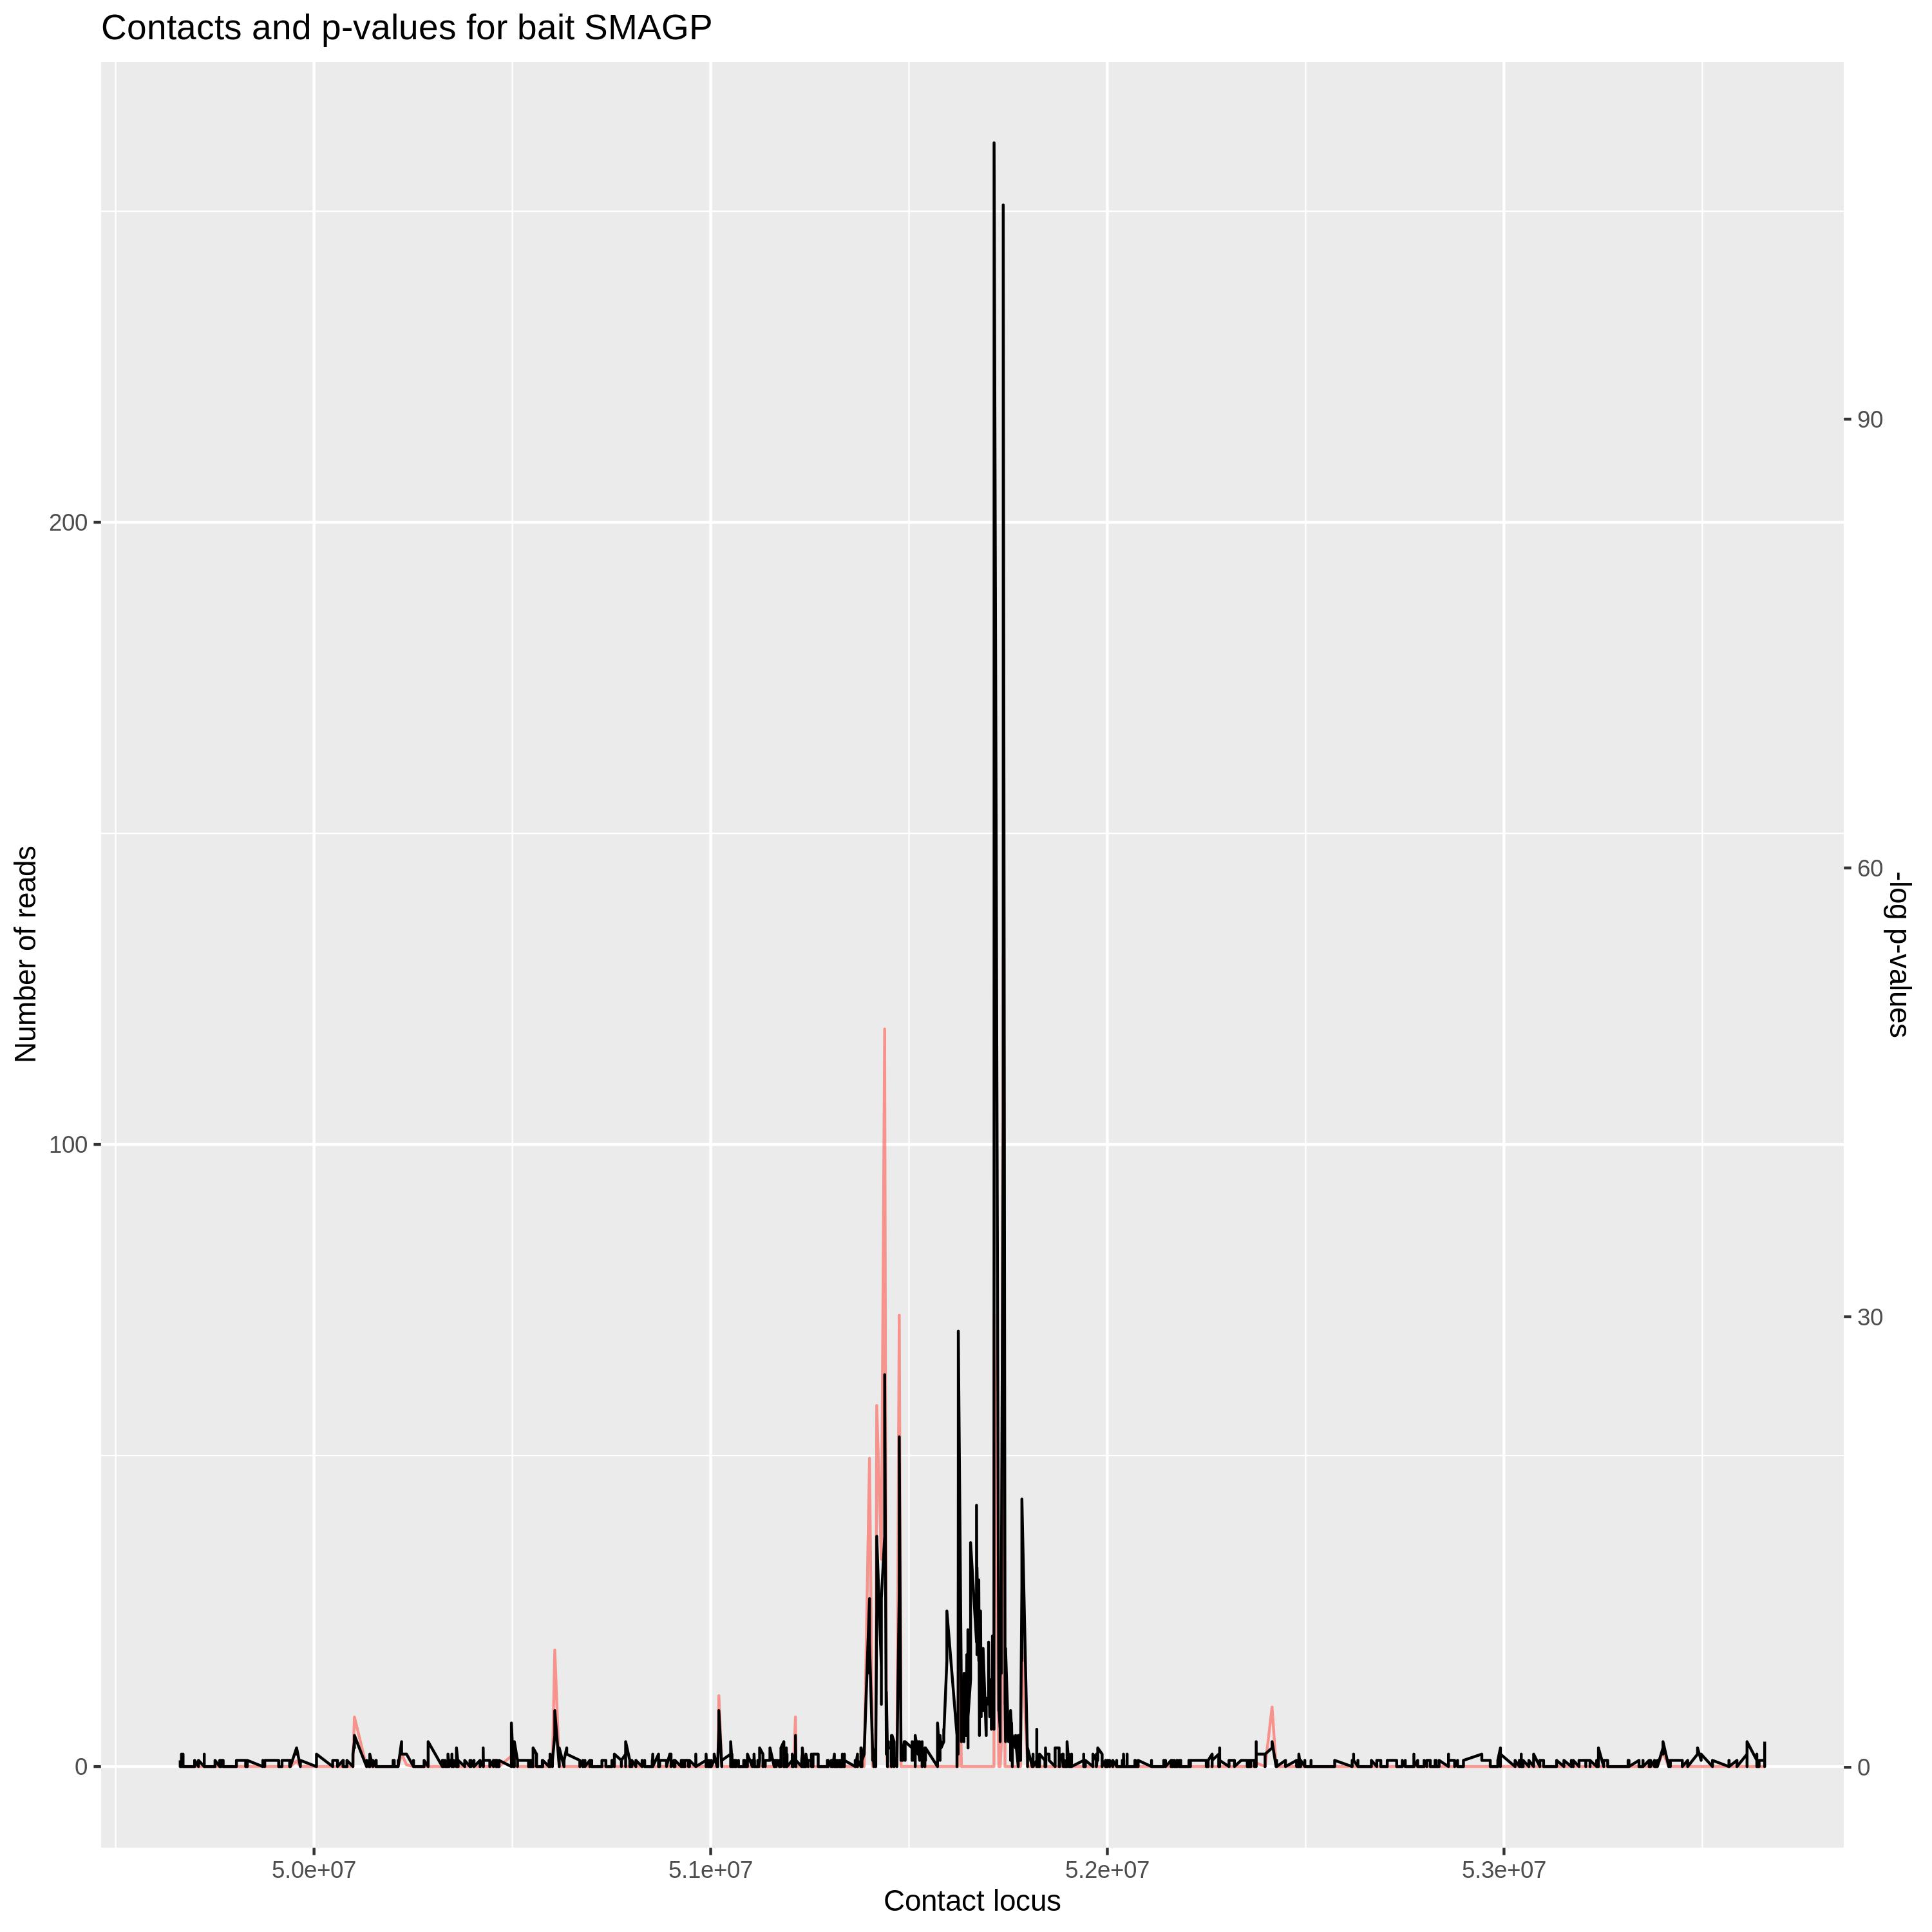 Contacts and p-values for bait SMAGP
Number of reads
200
100
0
90
60
30
0
-log p-values
5.0e+07
5.1e+07
5.2e+07
5.3e+07
Contact locus